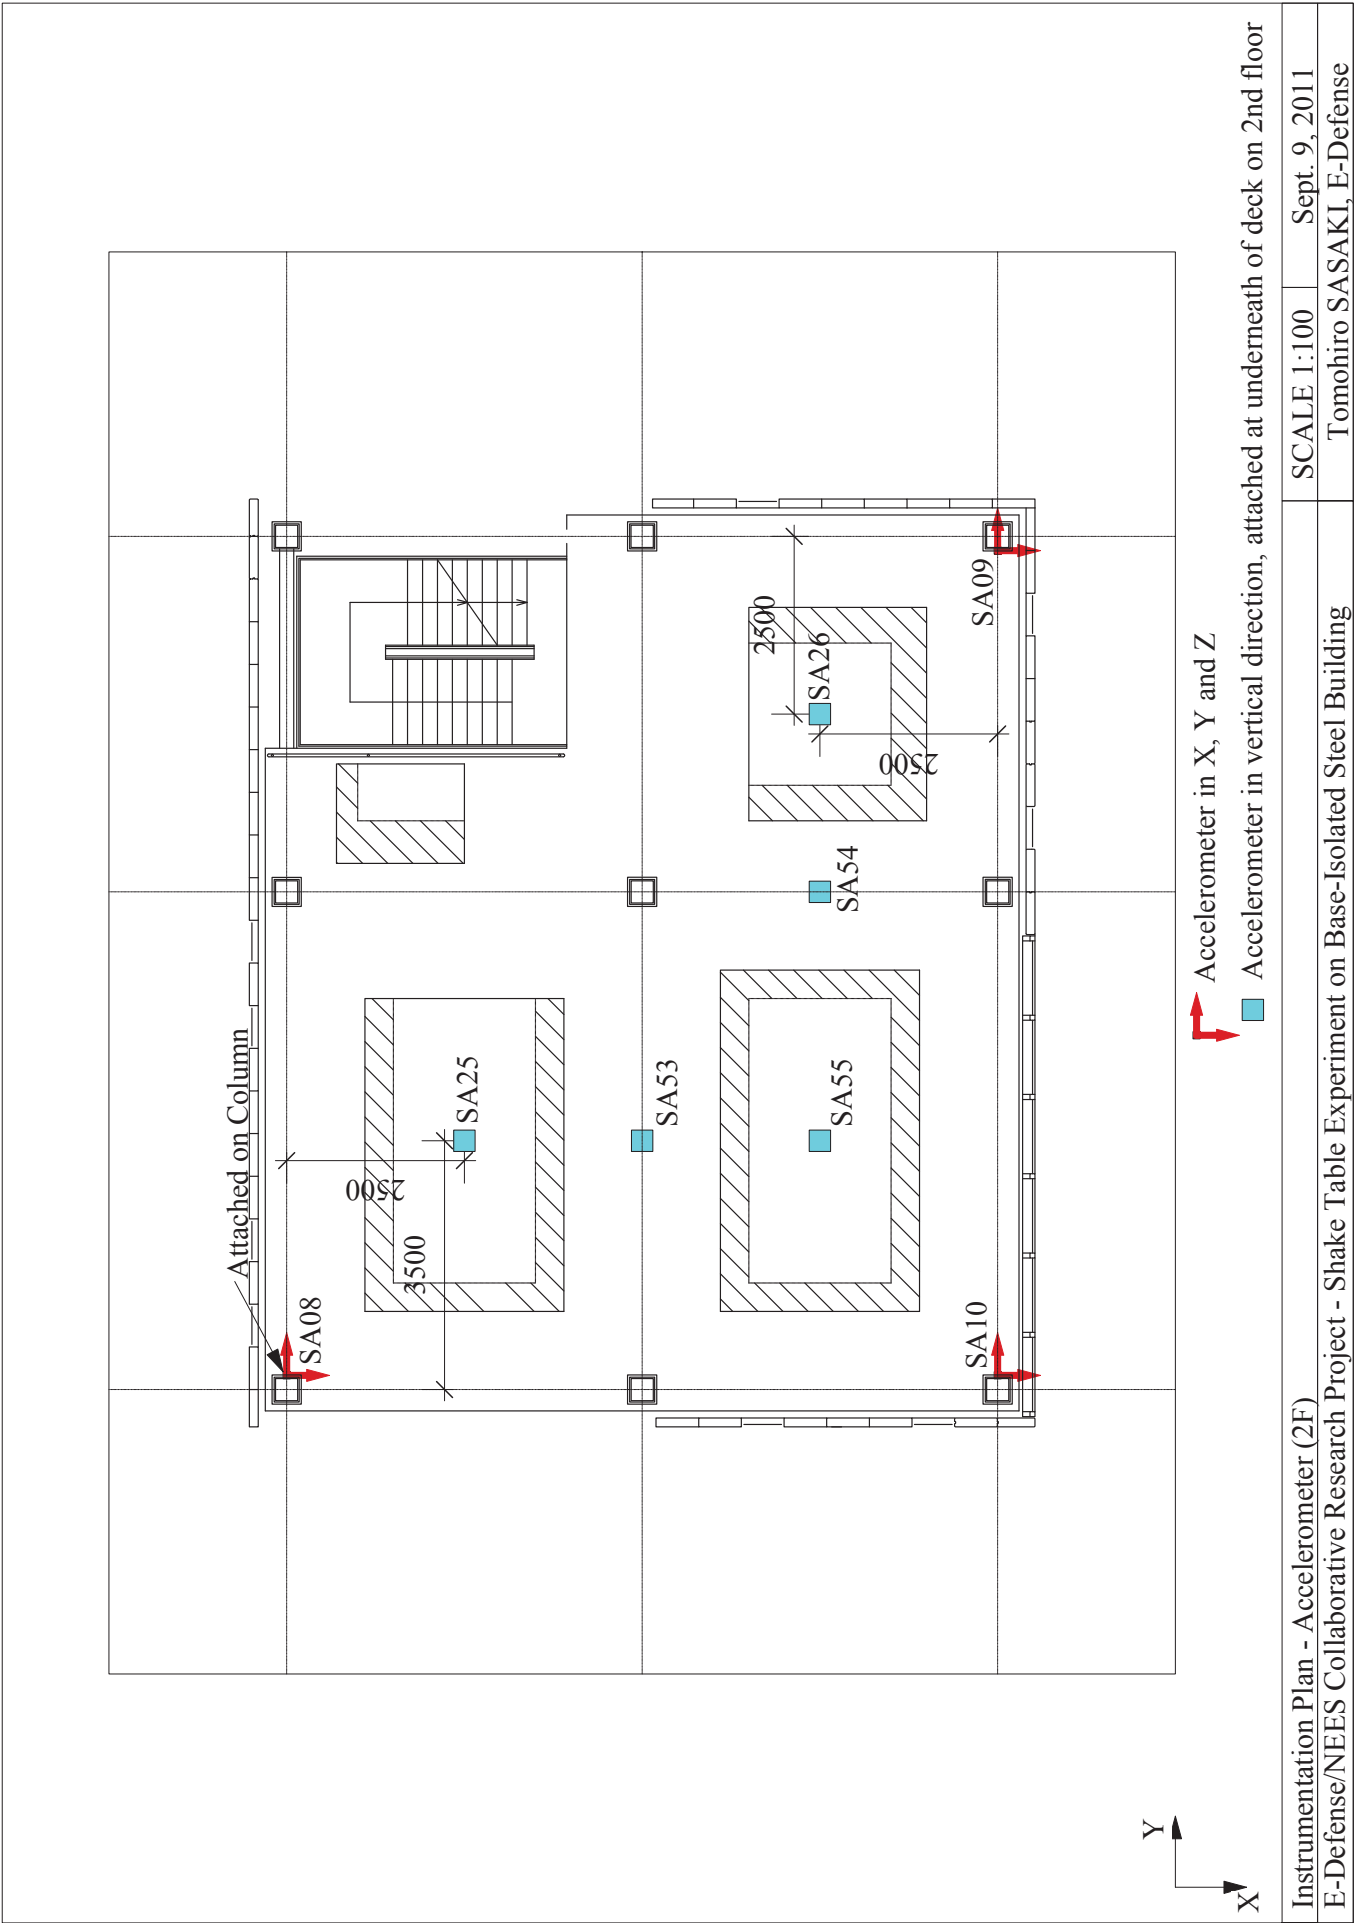 Attached on Column
SA08
2500
3500
SA25
SA53
SA55
SA54
2500
SA26
2500
SA09
SA10
Accelerometer in X, Y and Z
Accelerometer in vertical direction, attached at underneath of deck on 2nd floor
Y
X
Instrumentation Plan - Accelerometer (2F)
SCALE 1:100
Sept. 9, 2011
E-Defense/NEES Collaborative Research Project - Shake Table Experiment on Base-Isolated Steel Building
Tomohiro SASAKI, E-Defense